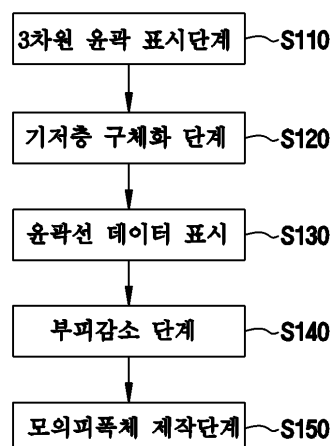 3차원 윤곽 표시단계 S110
기저층 구체화 단계 S120
윤곽선 데이터 표시 S130
부피감소 단계 S140
모의피폭체 제작단계 S150